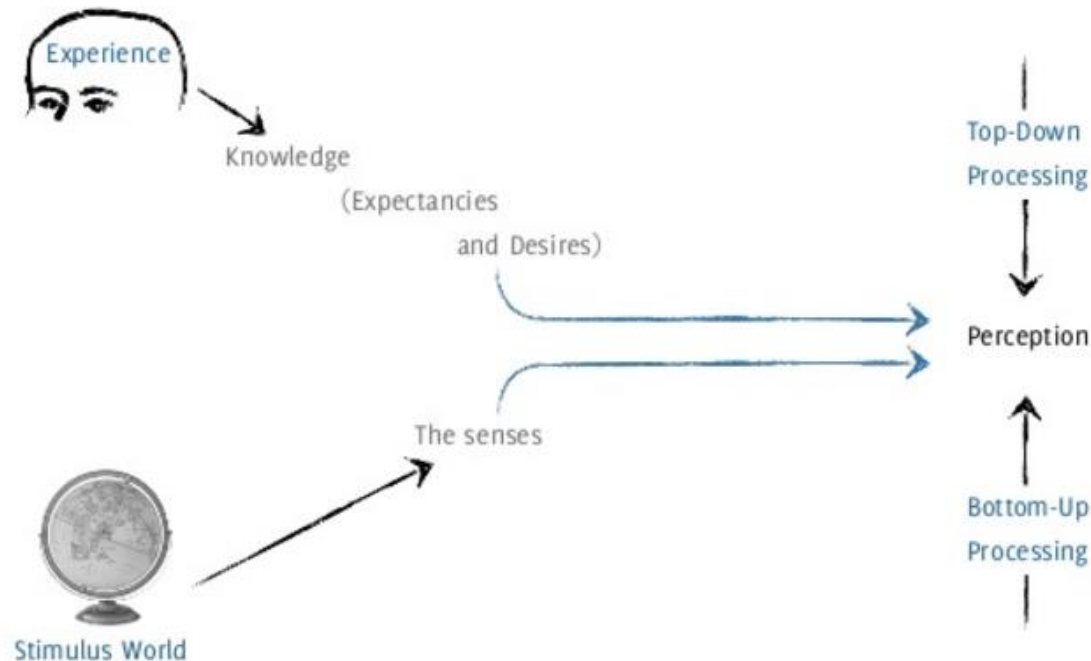 Experience
Knowledge
(Expectancies
and Desires)
The senses
Stimulus World
Top-Down
Processing
Perception
Bottom-Up
Processing